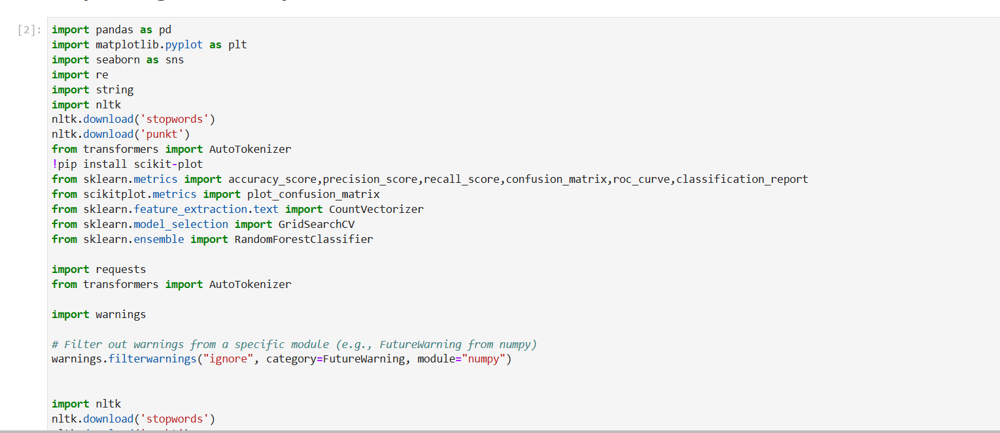 [2]:
import pandas as pd
import matplotlib.pyplot as plt
import seaborn as sns
import re
import string
import nltk
nltk.download('stopwords')
nltk.download('punkt')
from transformers import AutoTokenizer
!pip install scikit-plot
from sklearn.metrics import accuracy_score,precision_score,recall_score,confusion_matrix,roc_curve,classification_report
from scikitplot.metrics import plot_confusion_matrix
from sklearn.feature_extraction.text import CountVectorizer
from sklearn.model_selection import GridSearchCV
from sklearn.ensemble import RandomForestClassifier

import requests
from transformers import AutoTokenizer

import warnings

# Filter out warnings from a specific module (e.g., FutureWarning from numpy)
warnings.filterwarnings("ignore", category=FutureWarning, module="numpy")


import nltk
nltk.download('stopwords')